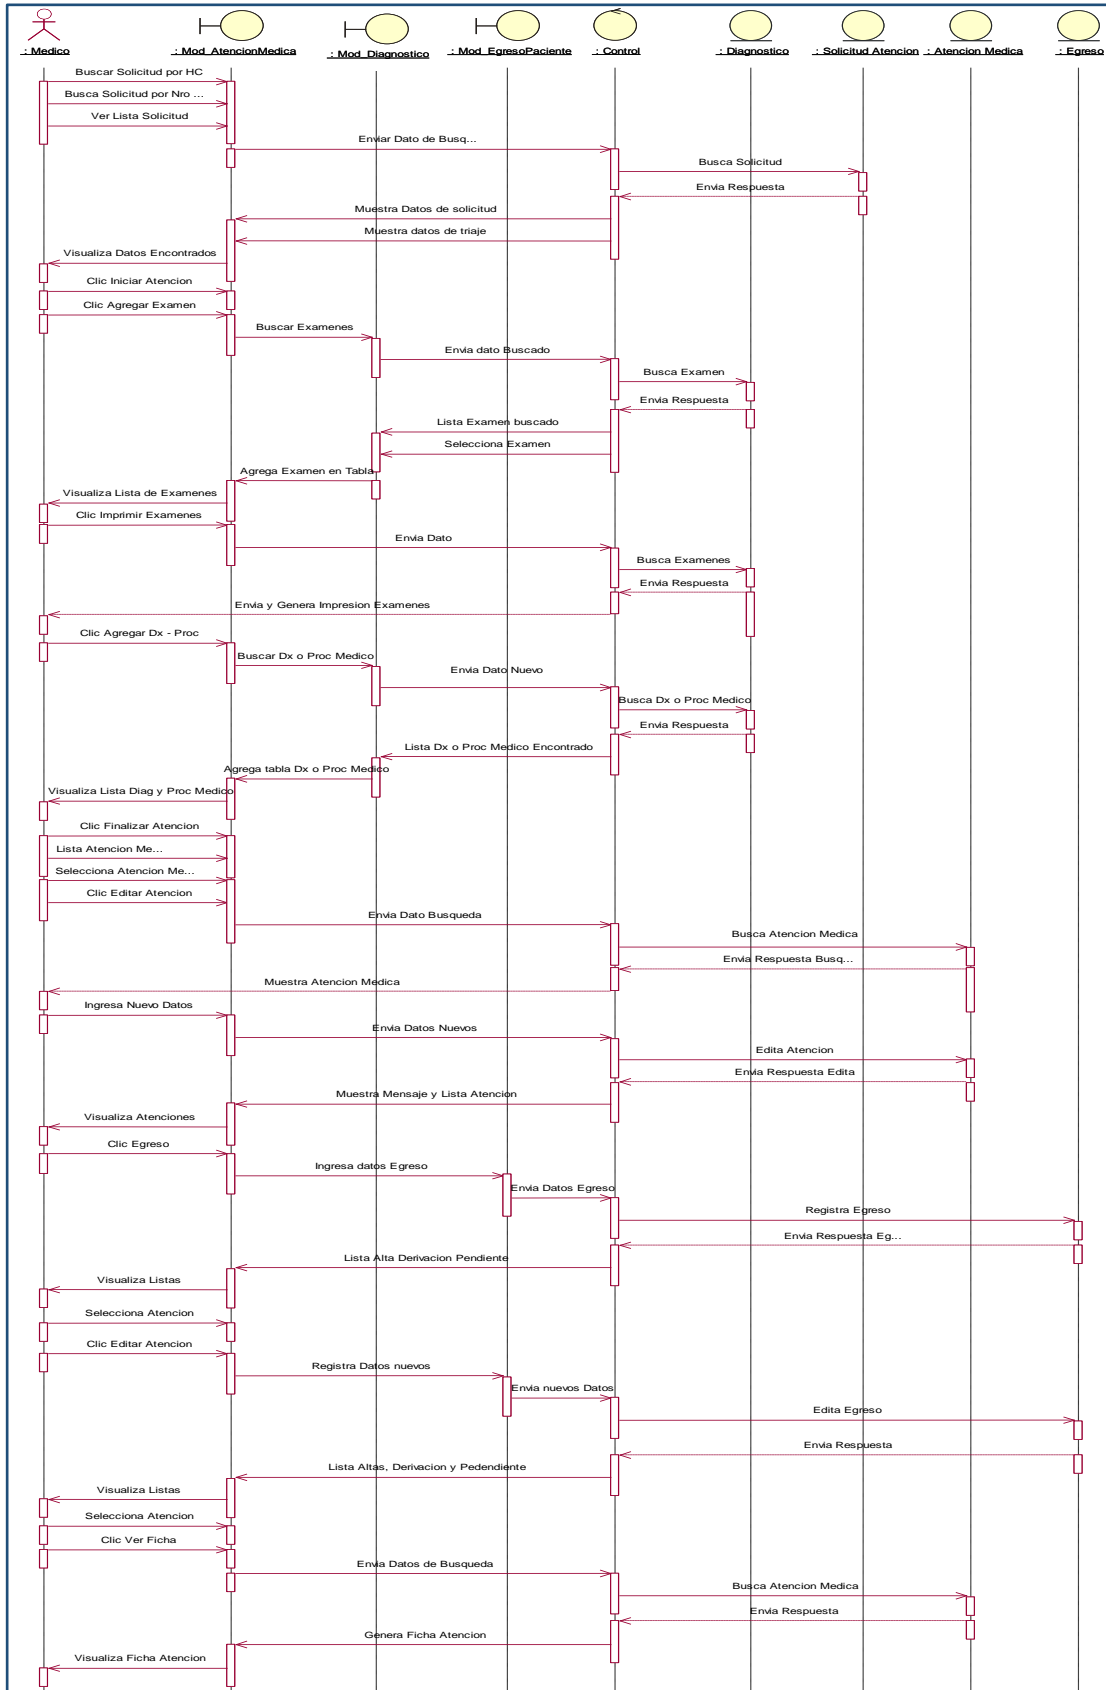 : Medico
: Mod_AtencionMedica
: Mod_Diagnostico
: Mod_EgresoPaciente
: Control
: Diagnostico
: Solicitud Atencion
: Atencion Medica
: Egreso
Buscar Solicitud por HC
Busca Solicitud por Nro ...
Ver Lista Solicitud
Enviar Dato de Busq...
Busca Solicitud
Envia Respuesta
Muestra Datos de solicitud
Muestra datos de triaje
Visualiza Datos Encontrados
Clic Iniciar Atencion
Clic Agregar Examen
Buscar Examenes
Envia dato Buscado
Busca Examen
Envia Respuesta
Lista Examen buscado
Selecciona Examen
Agrega Examen en Tabla
Visualiza Lista de Examenes
Clic Imprimir Examenes
Envia Dato
Busca Examenes
Envia Respuesta
Envia y Genera Impresion Examenes
Clic Agregar Dx - Proc
Buscar Dx o Proc Medico
Envia Dato Nuevo
Busca Dx o Proc Medico
Envia Respuesta
Lista Dx o Proc Medico Encontrado
Agrega tabla Dx o Proc Medico
Visualiza Lista Diag y Proc Medico
Clic Finalizar Atencion
Lista Atencion Me...
Selecciona Atencion Me...
Clic Editar Atencion
Envia Dato Busqueda
Busca Atencion Medica
Envia Respuesta Busq...
Muestra Atencion Medica
Ingresa Nuevo Datos
Envia Datos Nuevos
Edita Atencion
Envia Respuesta Edita
Muestra Mensaje y Lista Atencion
Visualiza Atenciones
Clic Egreso
Ingresa datos Egreso
Envia Datos Egreso
Registra Egreso
Envia Respuesta Eg...
Lista Alta Derivacion Pendiente
Visualiza Listas
Selecciona Atencion
Clic Editar Atencion
Registra Datos nuevos
Envia nuevos Datos
Edita Egreso
Envia Respuesta
Lista Altas, Derivacion y Pedendiente
Visualiza Listas
Selecciona Atencion
Clic Ver Ficha
Envia Datos de Busqueda
Busca Atencion Medica
Envia Respuesta
Genera Ficha Atencion
Visualiza Ficha Atencion